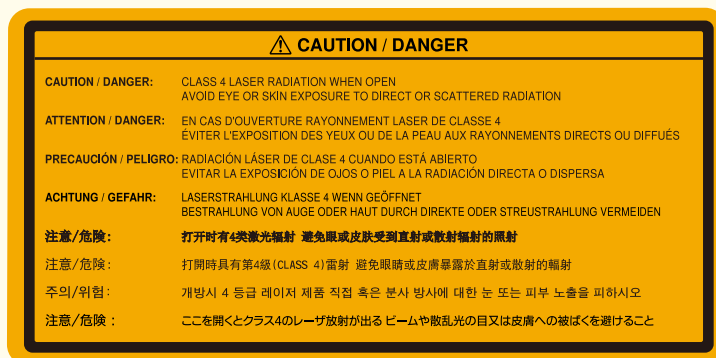 ⚠ CAUTION / DANGER
CAUTION / DANGER: CLASS 4 LASER RADIATION WHEN OPEN
AVOID EYE OR SKIN EXPOSURE TO DIRECT OR SCATTERED RADIATION
ATTENTION / DANGER: EN CAS D'OUVERTURE RAYONNEMENT LASER DE CLASSE 4
ÉVITER L'EXPOSITION DES YEUX OU DE LA PEAU AUX RAYONNEMENTS DIRECTS OU DIFFUÉS
PRECAUCIÓN / PELIGRO: RADIACIÓN LÁSER DE CLASE 4 CUANDO ESTÁ ABIERTO
EVITAR LA EXPOSICIÓN DE OJOS O PIEL A LA RADIACIÓN DIRECTA O DISPERSA
ACHTUNG / GEFAHR: LASERSTRAHLUNG KLASSE 4 WENN GEÖFFNET
BESTRAHLUNG VON AUGE ODER HAUT DURCH DIREKTE ODER STREUSTRAHLUNG VERMEIDEN
注意/危险: 打开时有4类激光辐射 避免眼或皮肤受到直射或散射辐射的照射
注意/危險: 打開時具有第4級(CLASS 4)雷射 避免眼睛或皮膚暴露於直射或散射的輻射
주의/위험: 개방시 4 등급 레이저 제품 직접 혹은 분사 방사에 대한 눈 또는 피부 노출을 피하시오
注意/危険 : ここを開くとクラス4のレーザ放射が出る ビームや散乱光の目又は皮膚への被ばくを避けること